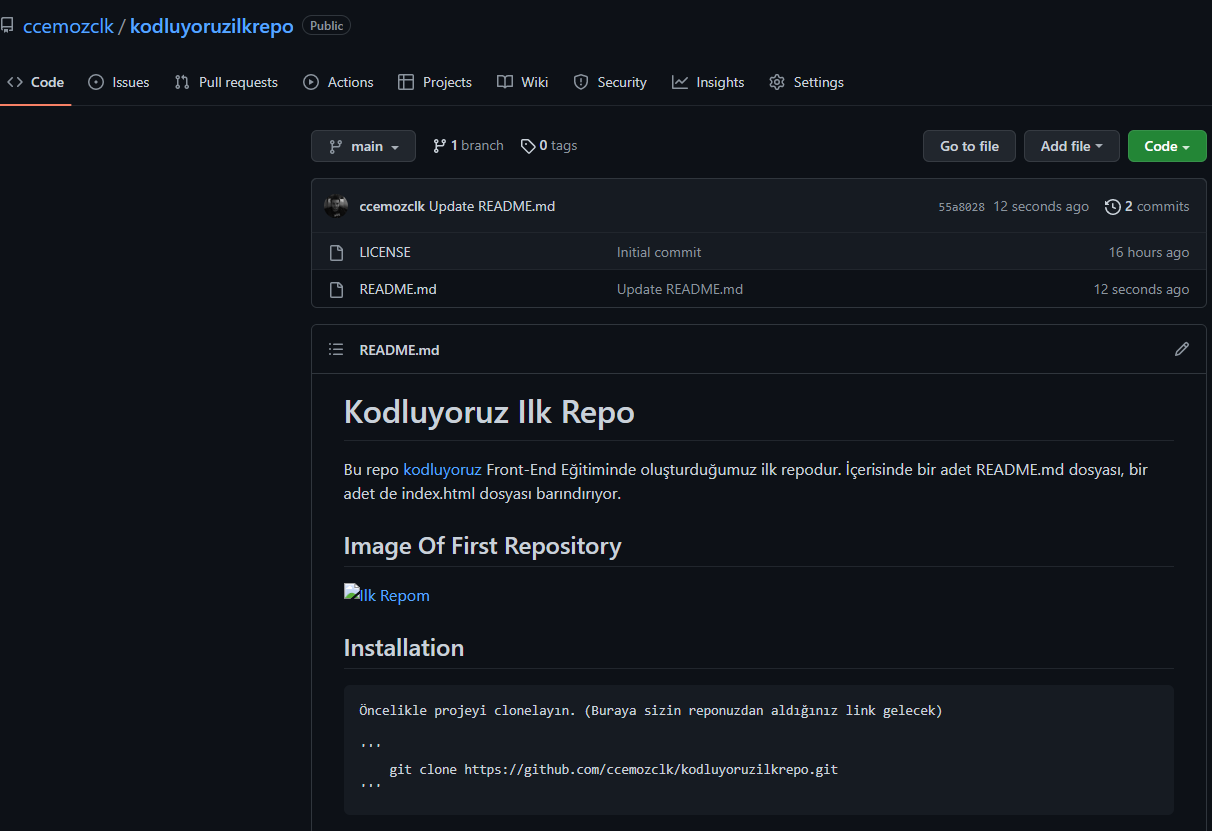 ccemozclk / kodluyoruzilkrepo Public
Code Issues Pull requests Actions Projects Wiki Security Insights Settings
main 1 branch 0 tags Go to file Add file Code
ccemozclk Update README.md 55a8028 12 seconds ago 2 commits
LICENSE Initial commit 16 hours ago
README.md Update README.md 12 seconds ago
README.md
Kodluyoruz Ilk Repo
Bu repo kodluyoruz Front-End Eğitiminde oluşturduğumuz ilk repodur. İçerisinde bir adet README.md dosyası, bir
adet de index.html dosyası barındırıyor.
Image Of First Repository
Ilk Repom
Installation
Öncelikle projeyi clonelayın. (Buraya sizin reponuzdan aldığınız link gelecek)
...
git clone https://github.com/ccemozclk/kodluyoruzilkrepo.git
...